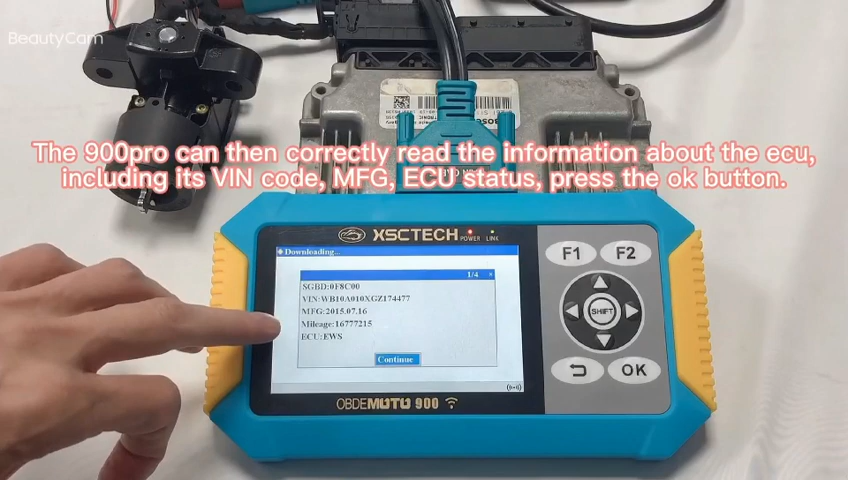 BeautyCam
The 900pro can then correctly read the information about the ecu,
including its VIN code, MFG, ECU status, press the ok button.
XSCTECH
POWER LINK
Downloading...
1/4 ×
SGBD:0F8C00
VIN:WB10A010XGZ174477
MFG:2015.07.16
Mileage:16777215
ECU:EWS
Continue
F1 F2
SHIFT
OK
OBDEMOTO 900